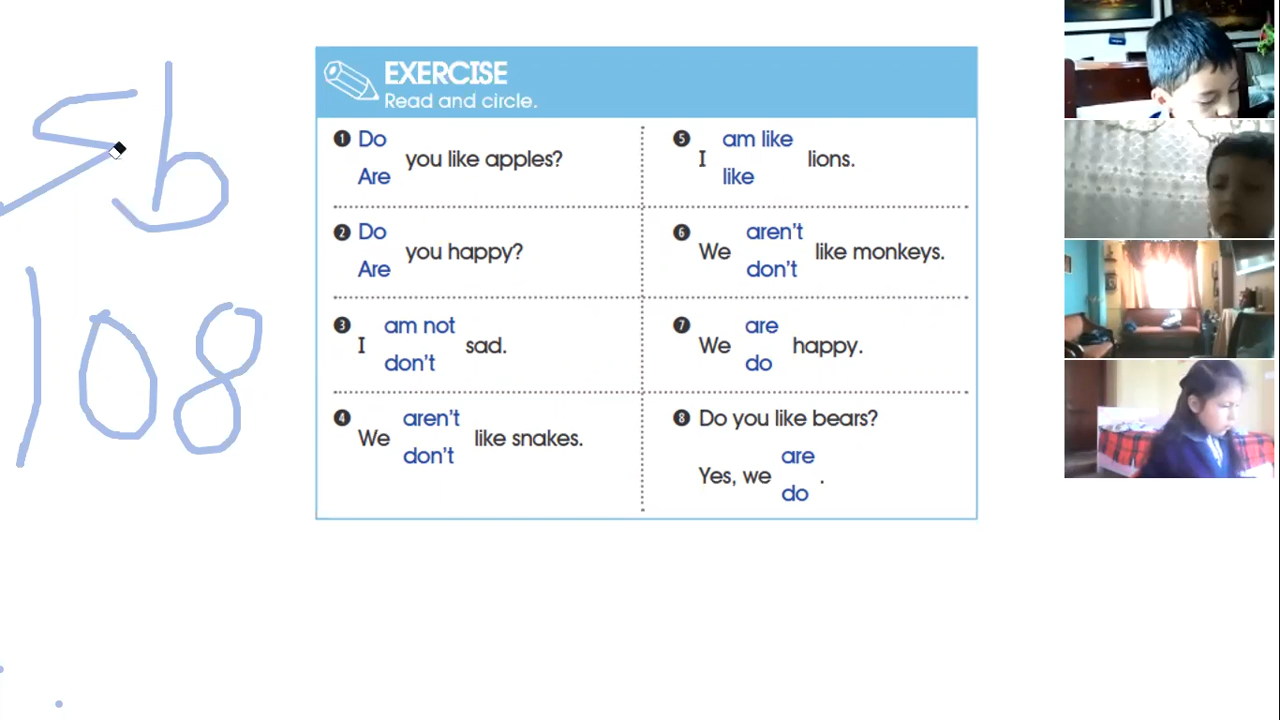 5b
108
EXERCISE
Read and circle.
1 Do
Are
you like apples?
2 Do
Are
you happy?
3 I
am not
don't
sad.
4 We
aren't
don't
like snakes.
5 I
am like
like
lions.
6 We
aren't
don't
like monkeys.
7 We
are
do
happy.
8 Do you like bears?
Yes, we
are
do
.